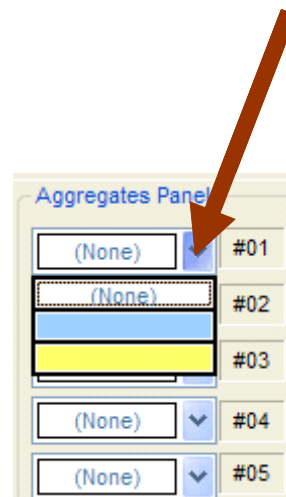 Aggregates Panel
(None) #01
(None) #02
#03
(None) #04
(None) #05